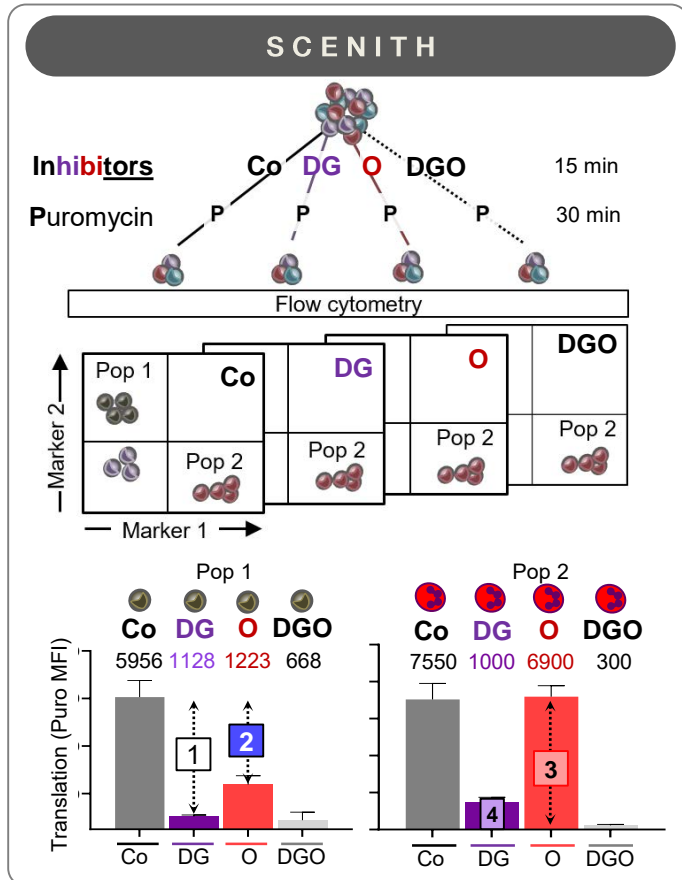 SCENITH
Inhibitors Co DG O DGO 15 min
Puromycin P P P P 30 min
Flow cytometry
Marker 2
Pop 1 Co DG O DGO
Pop 2 Pop 2 Pop 2 Pop 2
Marker 1
Pop 1 Pop 2
Co DG O DGO Co DG O DGO
5956 1128 1223 668 7550 1000 6900 300
Translation (Puro MFI)
1 2 3 4
Co DG O DGO Co DG O DGO